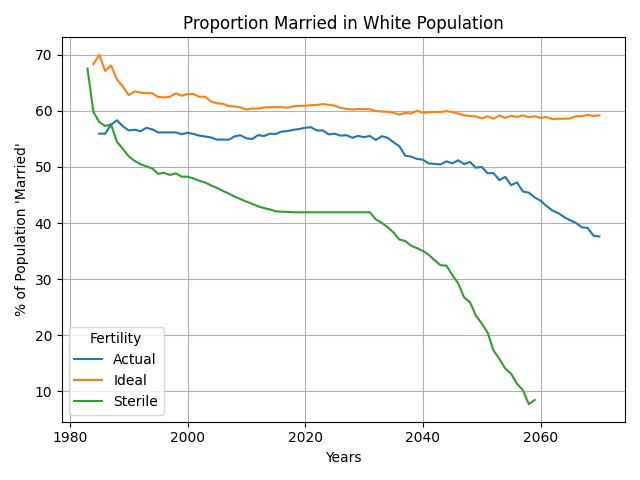 Proportion Married in White Population
% of Population 'Married'
70
60
50
40
30
20
10
Fertility
Actual
Ideal
Sterile
1980
2000
2020
2040
2060
Years